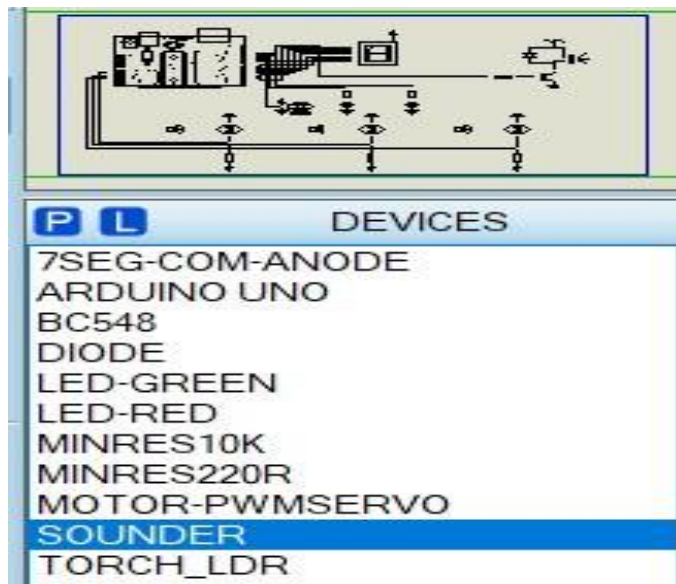 P L DEVICES
7SEG-COM-ANODE
ARDUINO UNO
BC548
DIODE
LED-GREEN
LED-RED
MINRES10K
MINRES220R
MOTOR-PWMSERVO
SOUNDER
TORCH_LDR